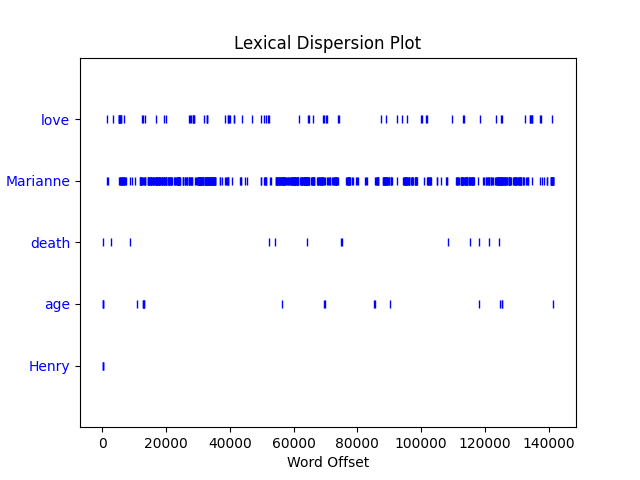 Lexical Dispersion Plot
love
Marianne
death
age
Henry
0 20000 40000 60000 80000 100000 120000 140000
Word Offset